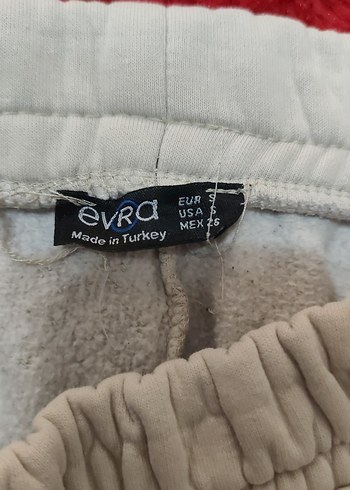 evra
Made in Turkey
EUR S
USA S
MEX 26